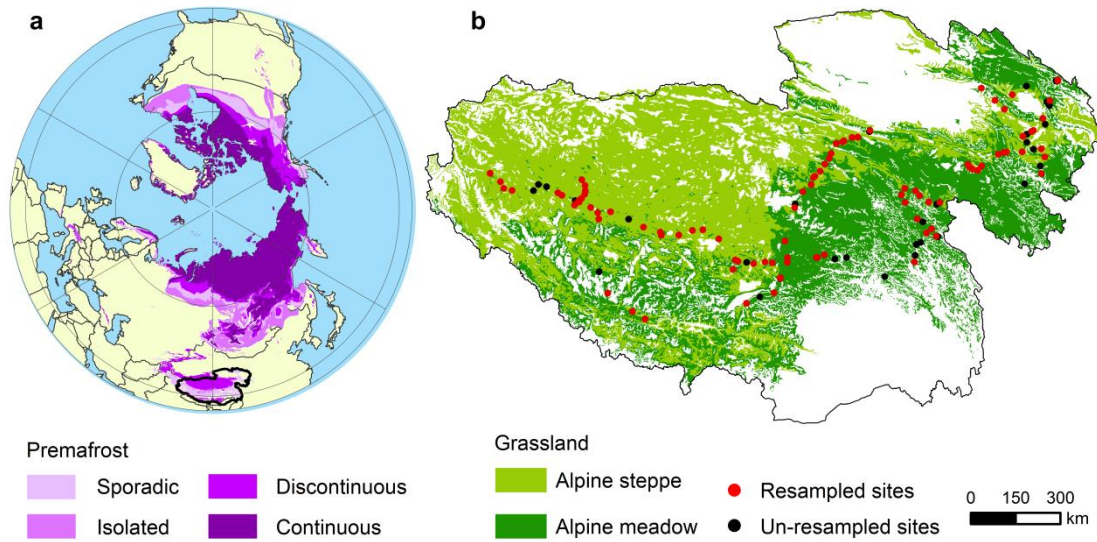 a
b
Premafrost
Sporadic
Discontinuous
Isolated
Continuous
Grassland
Alpine steppe
Resampled sites
Alpine meadow
Un-resampled sites
0 150 300
km